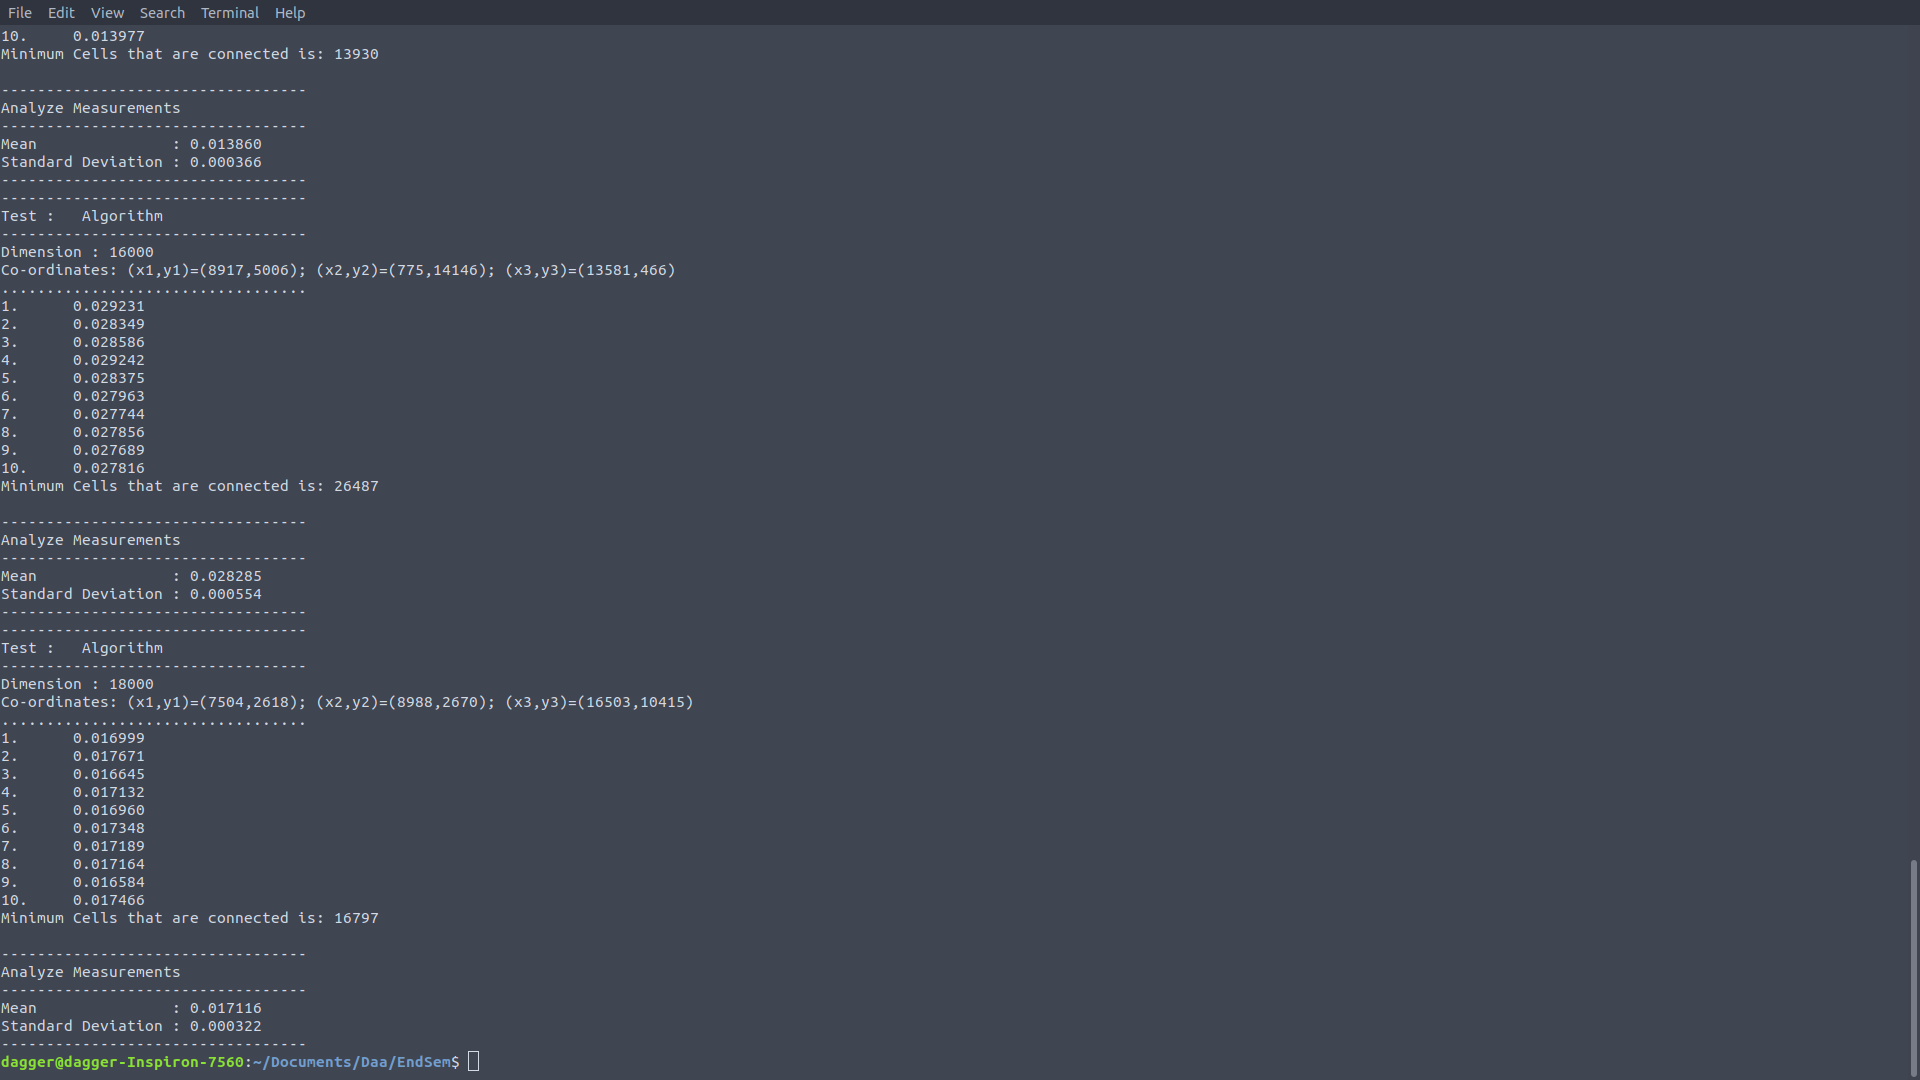 File Edit View Search Terminal Help
10.     0.013977
Minimum Cells that are connected is: 13930
----------------------------------
Analyze Measurements
----------------------------------
Mean               : 0.013860
Standard Deviation : 0.000366
----------------------------------
----------------------------------
Test :   Algorithm
----------------------------------
Dimension : 16000
Co-ordinates: (x1,y1)=(8917,5006); (x2,y2)=(775,14146); (x3,y3)=(13581,466)
..................................
1.      0.029231
2.      0.028349
3.      0.028586
4.      0.029242
5.      0.028375
6.      0.027963
7.      0.027744
8.      0.027856
9.      0.027689
10.     0.027816
Minimum Cells that are connected is: 26487
----------------------------------
Analyze Measurements
----------------------------------
Mean               : 0.028285
Standard Deviation : 0.000554
----------------------------------
----------------------------------
Test :   Algorithm
----------------------------------
Dimension : 18000
Co-ordinates: (x1,y1)=(7504,2618); (x2,y2)=(8988,2670); (x3,y3)=(16503,10415)
..................................
1.      0.016999
2.      0.017671
3.      0.016645
4.      0.017132
5.      0.016960
6.      0.017348
7.      0.017189
8.      0.017164
9.      0.016584
10.     0.017466
Minimum Cells that are connected is: 16797
----------------------------------
Analyze Measurements
----------------------------------
Mean               : 0.017116
Standard Deviation : 0.000322
----------------------------------
dagger@dagger-Inspiron-7560:~/Documents/Daa/EndSem$